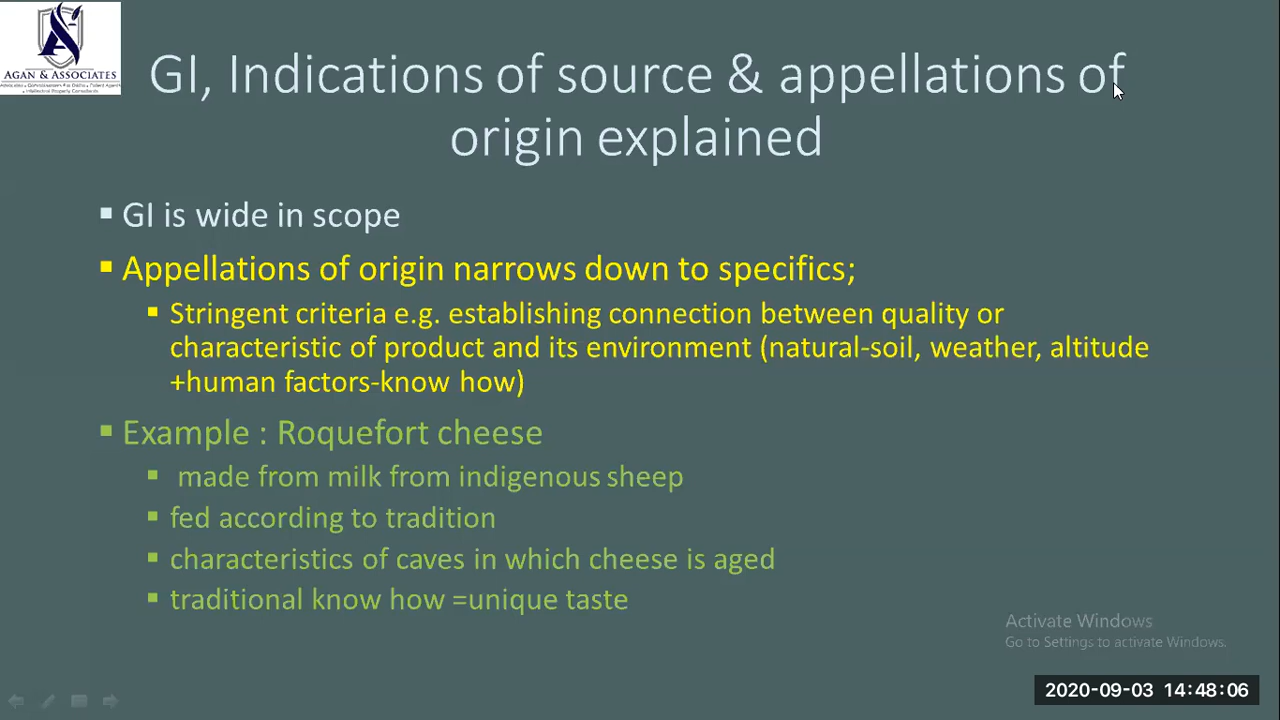 AGAN & ASSOCIATES
GI, Indications of source & appellations of
origin explained
GI is wide in scope
Appellations of origin narrows down to specifics;
Stringent criteria e.g. establishing connection between quality or
characteristic of product and its environment (natural-soil, weather, altitude
+human factors-know how)
Example : Roquefort cheese
made from milk from indigenous sheep
fed according to tradition
characteristics of caves in which cheese is aged
traditional know how =unique taste
Activate Windows
Go to Settings to activate Windows.
2020-09-03 14:48:06